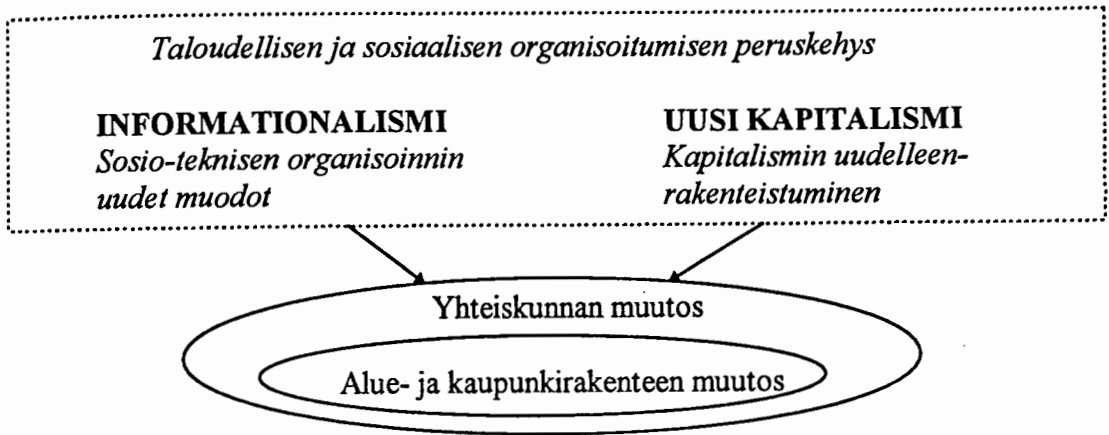 Taloudellisen ja sosiaalisen organisoitumisen peruskehys
INFORMATIONALISMI
Sosio-teknisen organisoinnin
uudet muodot
UUSI KAPITALISMI
Kapitalismin uudelleen-
rakenteistuminen
Yhteiskunnan muutos
Alue- ja kaupunkirakenteen muutos